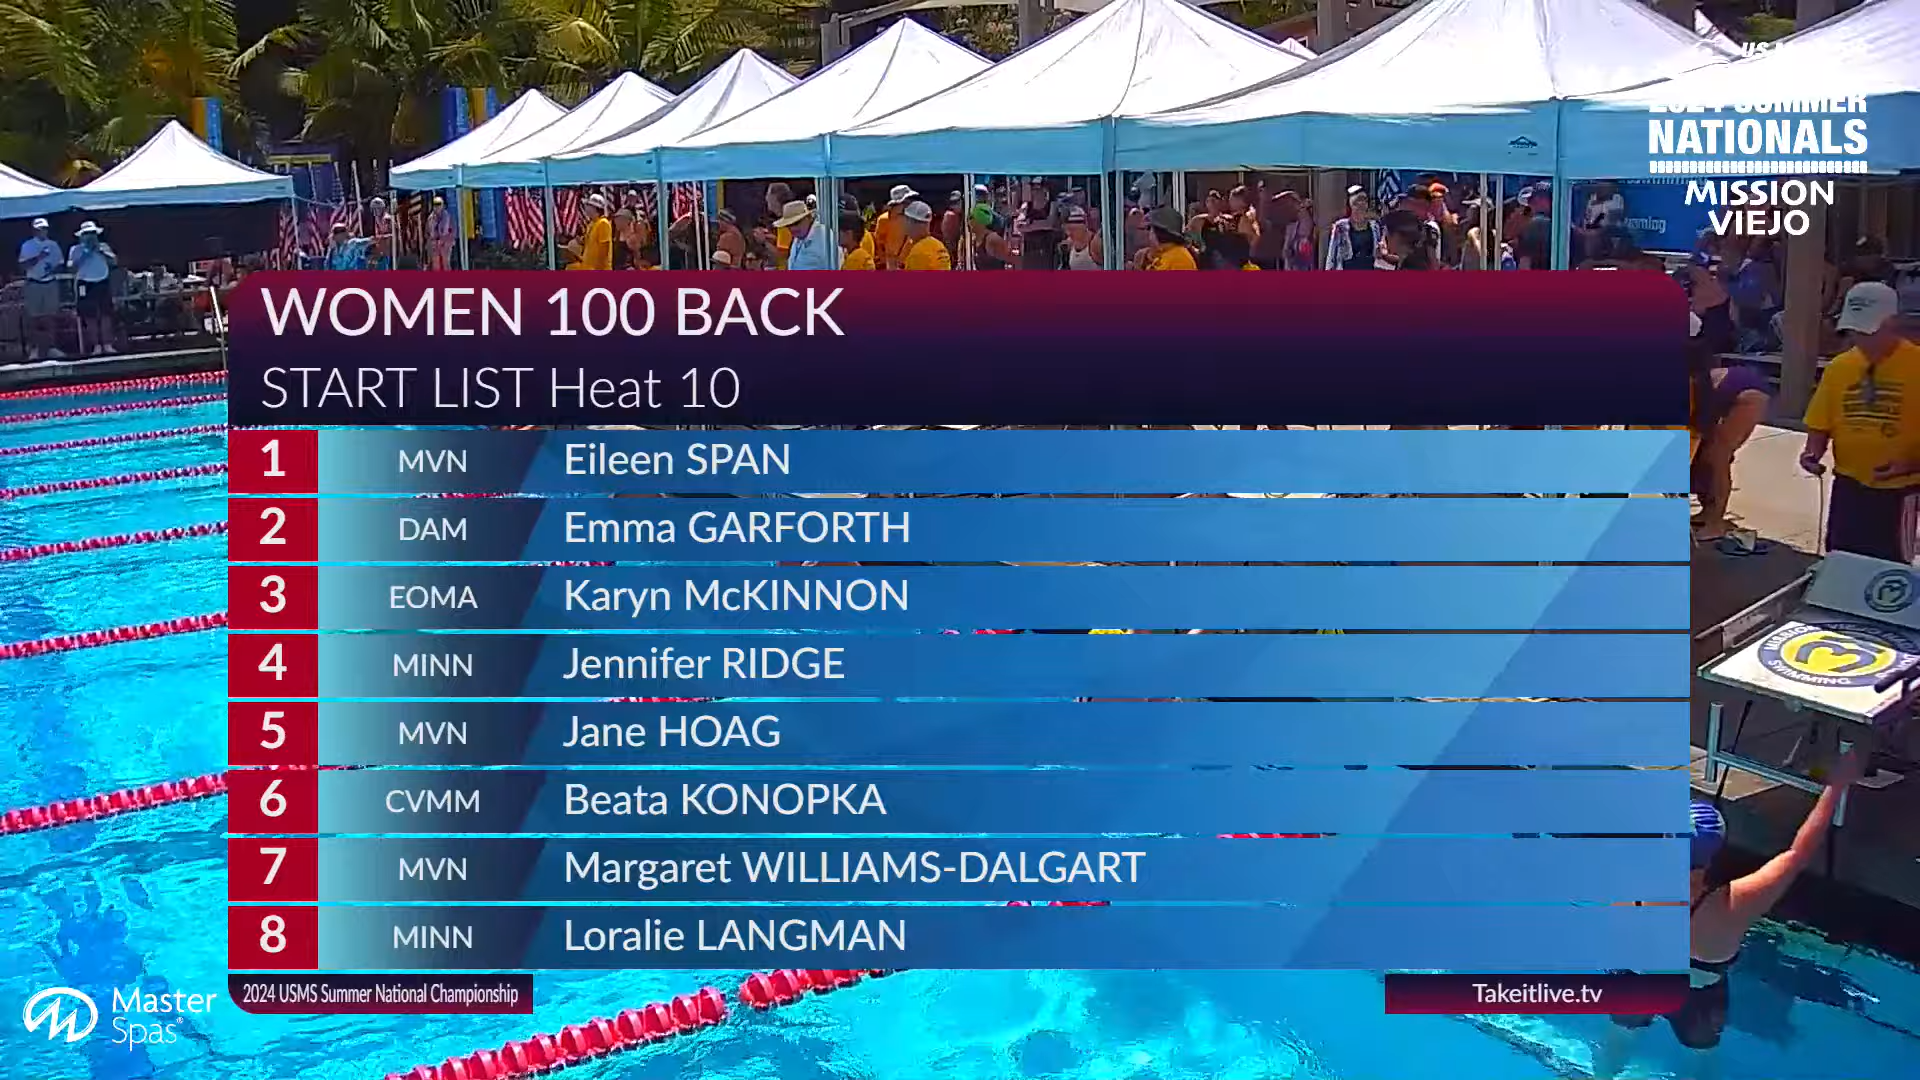 2024 SUMMER
NATIONALS
MISSION
VIEJO
WOMEN 100 BACK
START LIST Heat 10
1 MVN Eileen SPAN
2 DAM Emma GARFORTH
3 EOMA Karyn McKINNON
4 MINN Jennifer RIDGE
5 MVN Jane HOAG
6 CVMM Beata KONOPKA
7 MVN Margaret WILLIAMS-DALGART
8 MINN Loralie LANGMAN
2024 USMS Summer National Championship
Takeitlive.tv
Master
Spas®